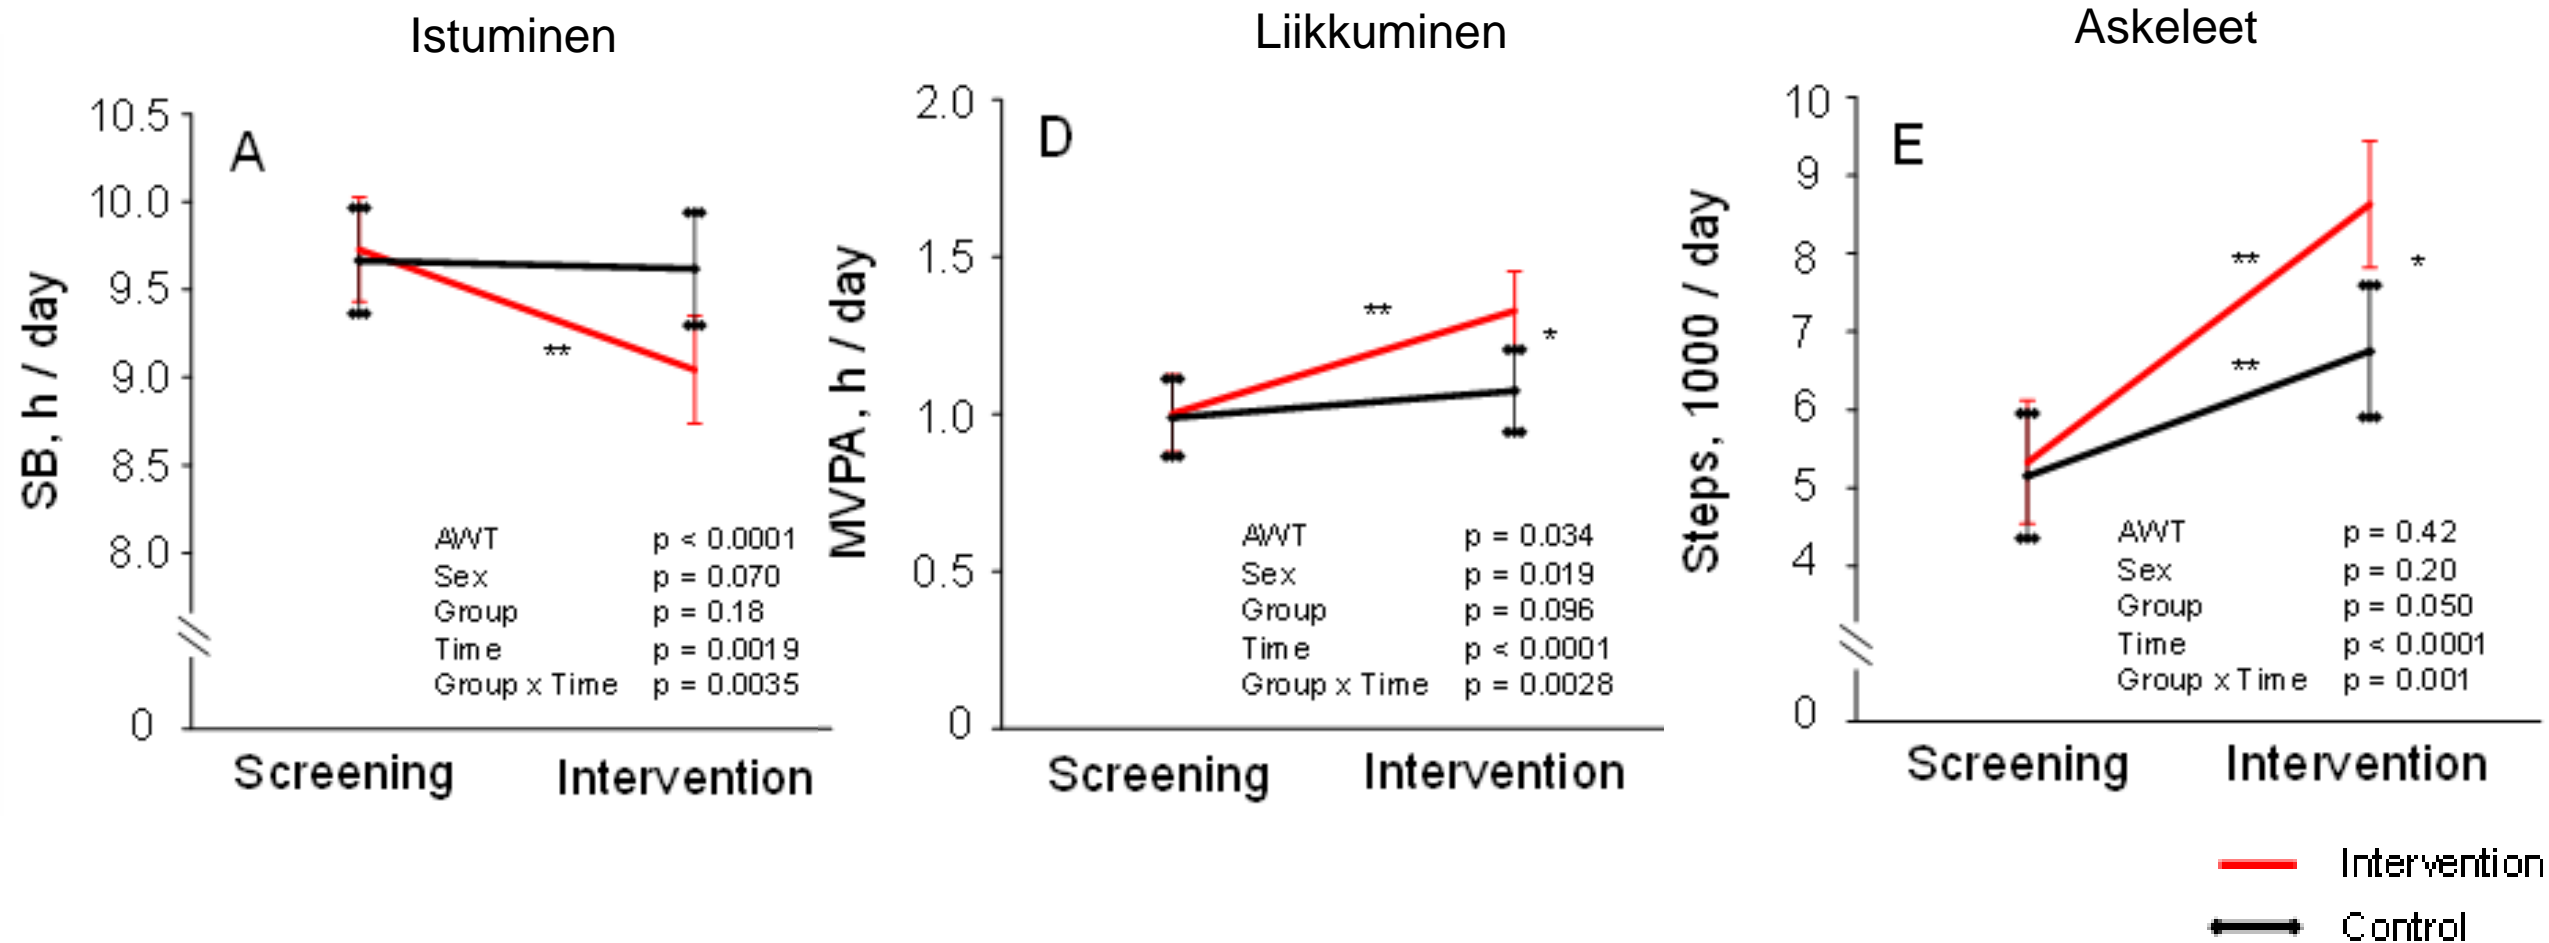 Istuminen
A
SB, h / day
10.5
10.0
9.5
9.0
8.5
8.0
0
**
AWT p < 0.0001
Sex p = 0.070
Group p = 0.18
Time p = 0.0019
Group x Time p = 0.0035
Screening Intervention
Liikkuminen
D
MVPA, h / day
2.0
1.5
1.0
0.5
0
**
*
AWT p = 0.034
Sex p = 0.019
Group p = 0.096
Time p < 0.0001
Group x Time p = 0.0028
Screening Intervention
Askeleet
E
Steps, 1000 / day
10
9
8
7
6
5
4
0
**
*
**
AWT p = 0.42
Sex p = 0.20
Group p = 0.050
Time p < 0.0001
Group x Time p = 0.001
Screening Intervention
Intervention
Control